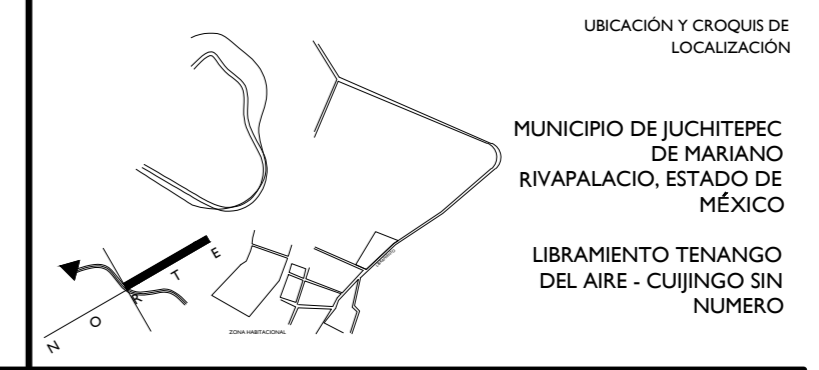 UBICACIÓN Y CROQUIS DE
LOCALIZACIÓN
MUNICIPIO DE JUCHITEPEC
DE MARIANO
RIVAPALACIO, ESTADO DE
MÉXICO
LIBRAMIENTO TENANGO
DEL AIRE - CUIJINGO SIN
NUMERO
N O R T E
ZONA HABITACIONAL